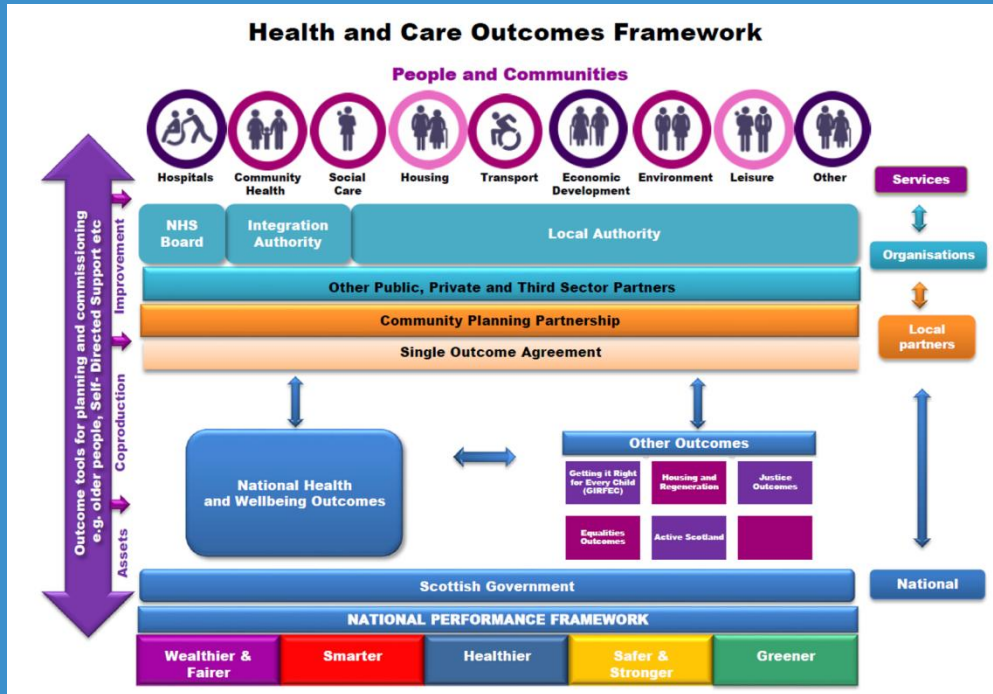 Health and Care Outcomes Framework
People and Communities
Hospitals
Community
Health
Social
Care
Housing
Transport
Economic
Development
Environment
Leisure
Other
Services
NHS
Board
Integration
Authority
Local Authority
Organisations
Other Public, Private and Third Sector Partners
Community Planning Partnership
Local
partners
Single Outcome Agreement
Outcome tools for planning and commissioning
e.g. older people, Self- Directed Support etc
Improvement
Coproduction
Assets
National Health
and Wellbeing Outcomes
Other Outcomes
Getting it Right
for Every Child
(GIRFEC)
Housing and
Regeneration
Justice
Outcomes
Equalities
Outcomes
Active Scotland
Scottish Government
National
NATIONAL PERFORMANCE FRAMEWORK
Wealthier &
Fairer
Smarter
Healthier
Safer &
Stronger
Greener